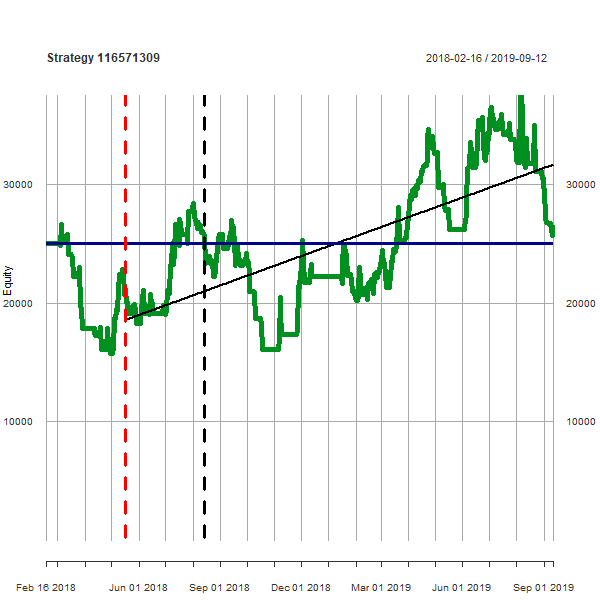 Strategy 116571309 2018-02-16 / 2019-09-12
30000 30000
Equity
20000 20000
10000 10000
Feb 16 2018 Jun 01 2018 Sep 01 2018 Dec 01 2018 Mar 01 2019 Jun 01 2019 Sep 01 2019